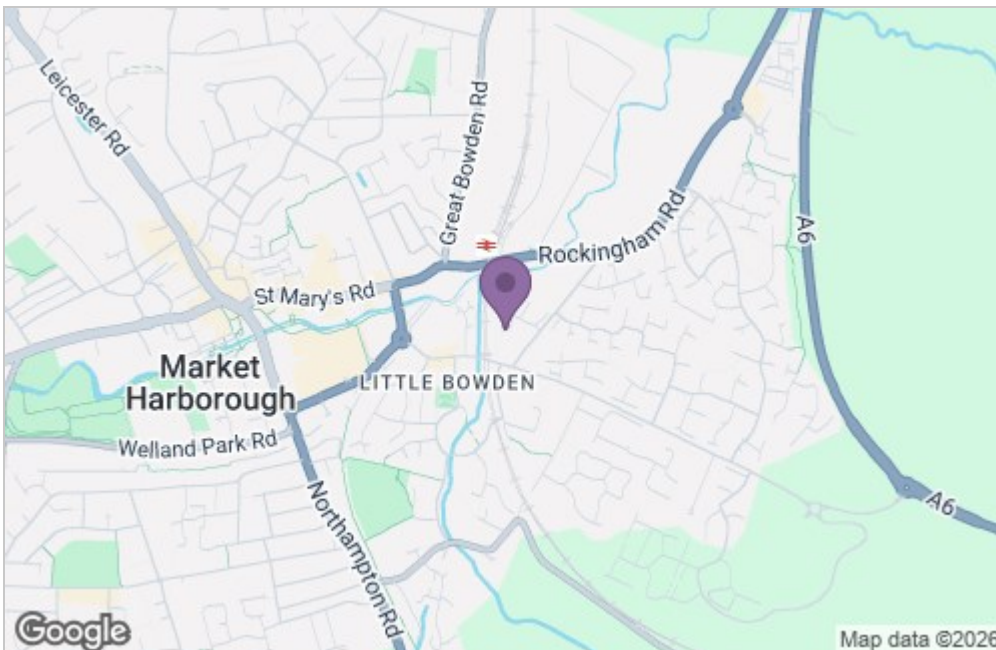 Leicester Rd
Great Bowden Rd
Rockingham Rd
A6
St Mary's Rd
Market
Harborough
LITTLE BOWDEN
Welland Park Rd
Northampton Rd
A6
Google
Map data ©2026